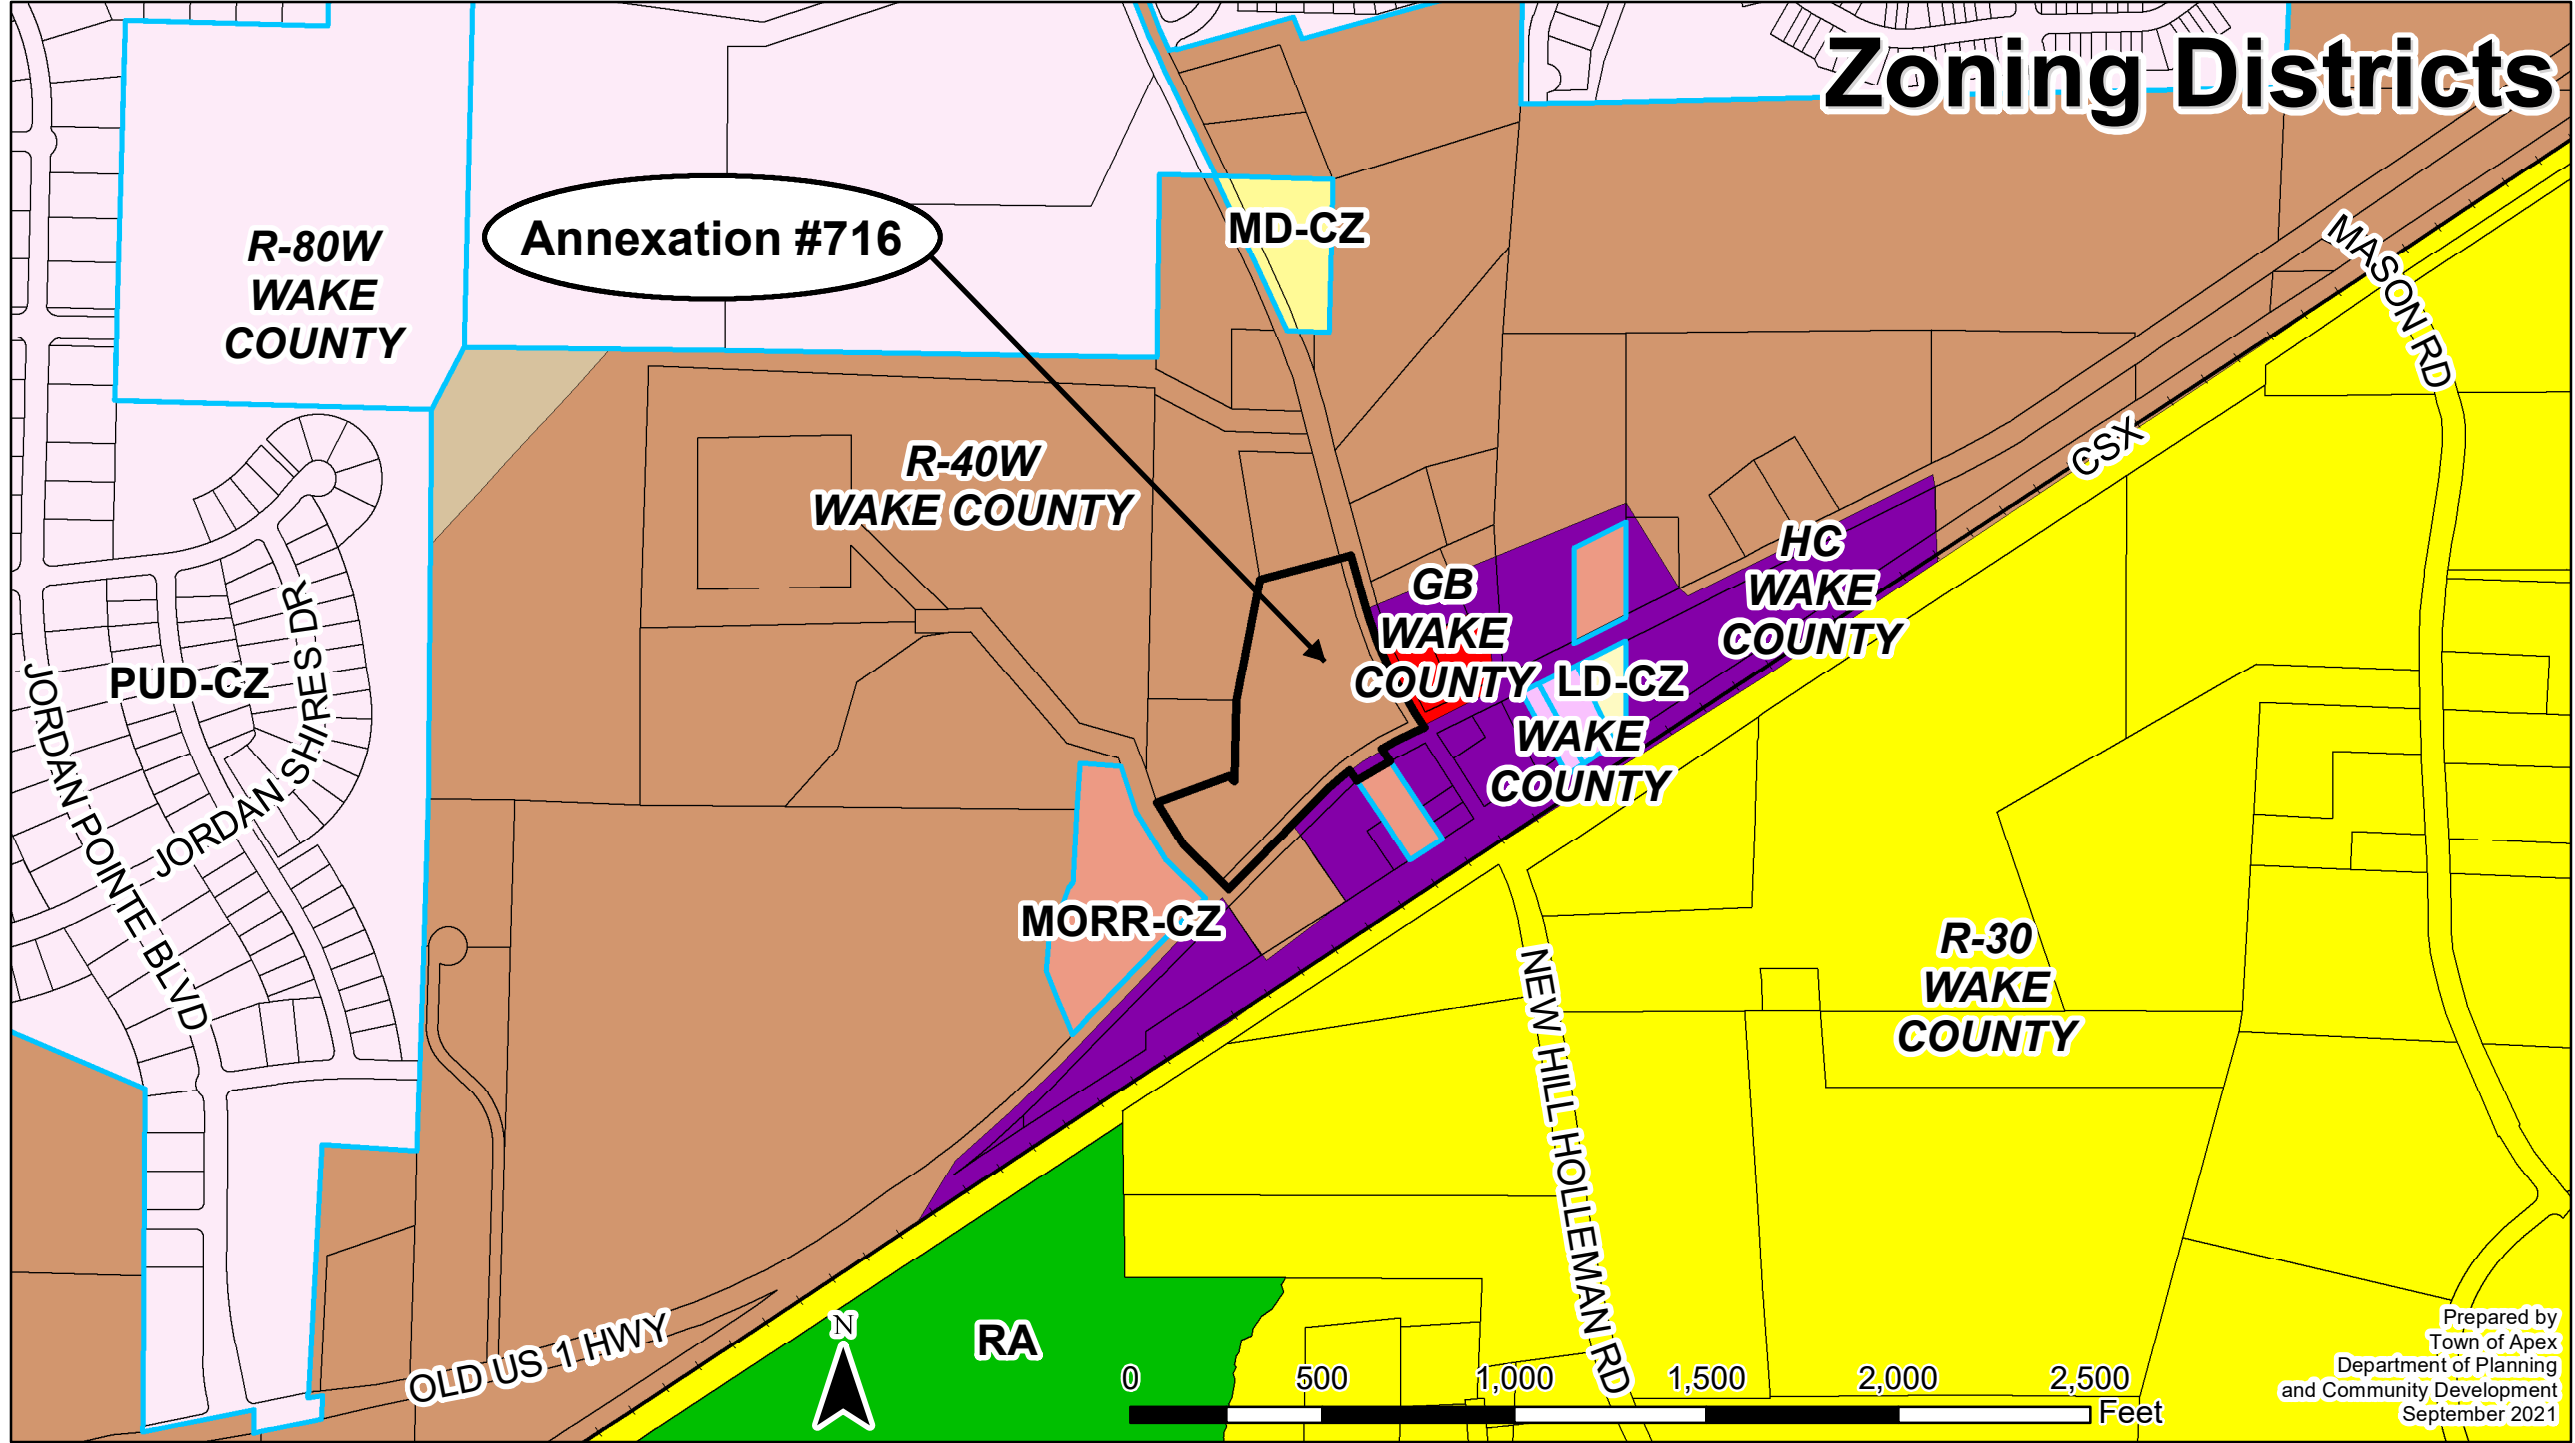 Zoning Districts
R-80W
WAKE
COUNTY
Annexation #716
MD-CZ
MASON RD
CSX
R-40W
WAKE COUNTY
HC
WAKE
COUNTY
GB
WAKE
COUNTY
LD-CZ
WAKE
COUNTY
PUD-CZ
JORDAN SHIRES DR
JORDAN POINTE BLVD
MORR-CZ
R-30
WAKE
COUNTY
NEW HILL HOLLEMAN RD
OLD US 1 HWY
N
RA
0 500 1,000 1,500 2,000 2,500
Feet
Prepared by
Town of Apex
Department of Planning
and Community Development
September 2021